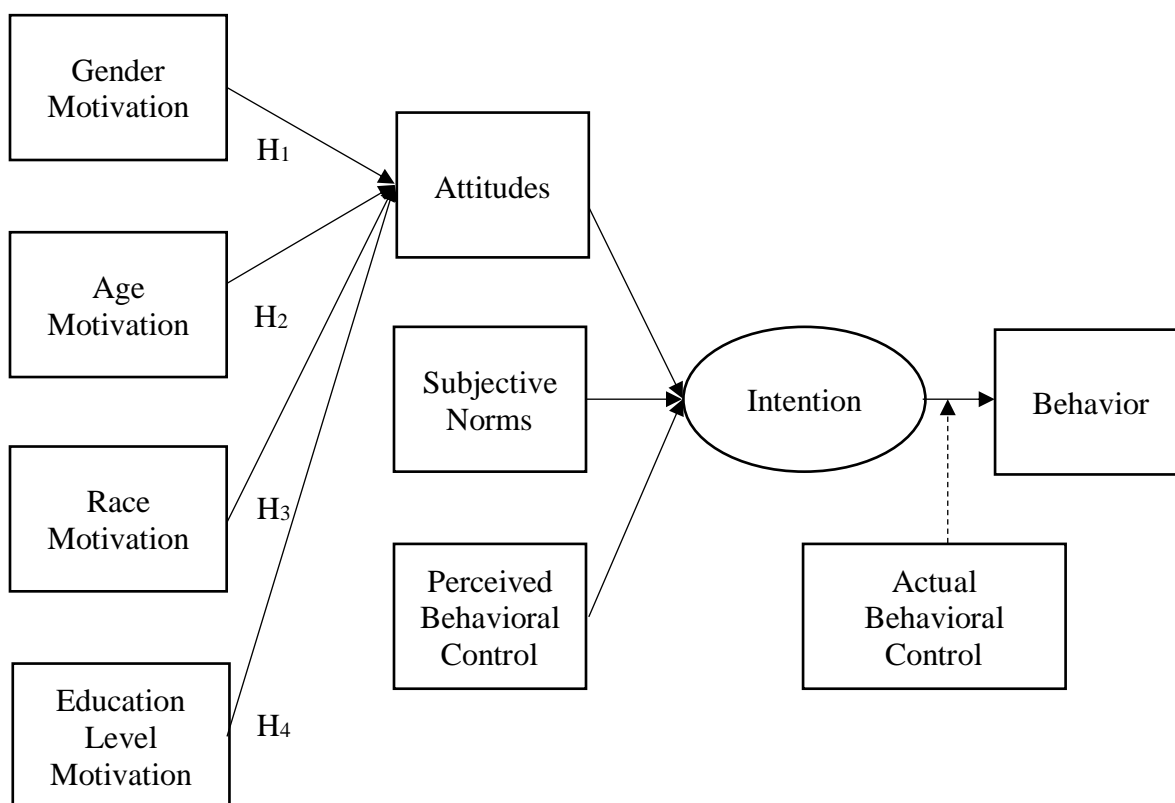 Gender
Motivation
H1
Age
Motivation
H2
Race
Motivation
H3
Education
Level
Motivation
H4
Attitudes
Subjective
Norms
Perceived
Behavioral
Control
Intention
Behavior
Actual
Behavioral
Control